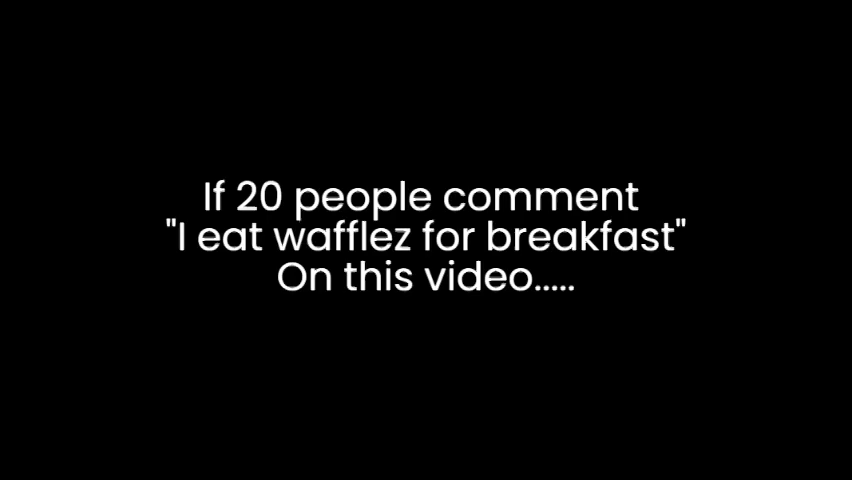 If 20 people comment
"I eat wafflez for breakfast"
On this video.....